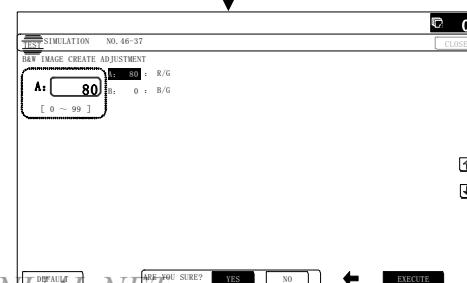 0
TEST SIMULATION NO.46-37
CLOSE
B&W IMAGE CREATE ADJUSTMENT
A: 80 : R/G
B: 0 : B/G
A: 80
[ 0 ~ 99 ]
DEFAULT
ARE YOU SURE? YES NO
EXECUTE